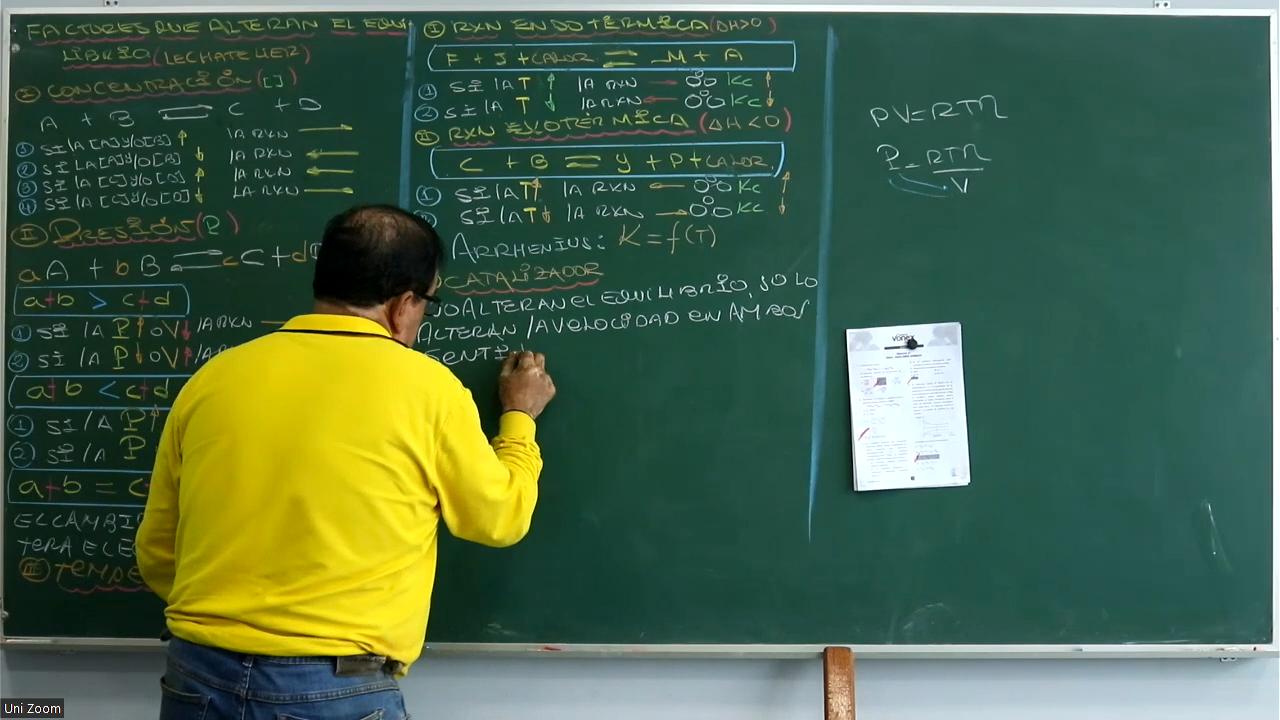 FACTORES QUE ALTERAN EL EQUI
LIBRIO (LECHATELIER)
I CONCENTRACIÓN ([ ])
A + B ⇌ C + D
① SI LA [A] Y/O [B] ↑ LA RXN →
② SI LA [A] Y/O [B] ↓ LA RXN ←
③ SI LA [C] Y/O [D] ↑ LA RXN ←
④ SI LA [C] Y/O [D] ↓ LA RXN →
II PRESIÓN (P)
aA + bB ⇌ cC + d
a+b > c+d
① SI LA P↑ o V↓ LA RXN →
② SI LA P↓ o V↑
a+b < c+d
① SI LA P
② SI LA P
a+b = c
EL CAMBIO
TERA EL E
III TEMPE
I RXN ENDOTÉRMICA (ΔH>0)
F + J + CALOR ⇌ M + A
① SI LA T ↑ LA RXN → Kc ↑
② SI LA T ↓ LA RXN ← Kc ↓
II RXN EXOTÉRMICA (ΔH<0)
C + B ⇌ Y + P + CALOR
① SI LA T↑ LA RXN ← Kc ↑
SI LA T↓ LA RXN → Kc ↓
ARRHENIUS: K = f(T)
CATALIZADOR
NO ALTERAN EL EQUILIBRIO, SOLO
ALTERAN LA VELOCIDAD EN AMBOS
SENTI
PV = RTn
P = RTn
V
VONEX
Uni Zoom